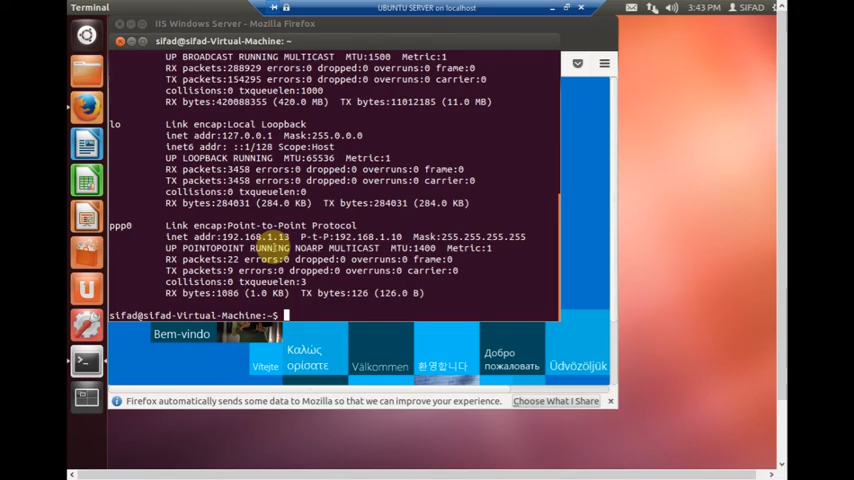 Terminal
UBUNTU SERVER on localhost
3:43 PM
SIFAD
IIS Windows Server - Mozilla Firefox
sifad@sifad-Virtual-Machine: ~
UP BROADCAST RUNNING MULTICAST MTU:1500 Metric:1
RX packets:288929 errors:0 dropped:0 overruns:0 frame:0
TX packets:154295 errors:0 dropped:0 overruns:0 carrier:0
collisions:0 txqueuelen:1000
RX bytes:420088355 (420.0 MB) TX bytes:11012185 (11.0 MB)
lo Link encap:Local Loopback
inet addr:127.0.0.1 Mask:255.0.0.0
inet6 addr: ::1/128 Scope:Host
UP LOOPBACK RUNNING MTU:65536 Metric:1
RX packets:3458 errors:0 dropped:0 overruns:0 frame:0
TX packets:3458 errors:0 dropped:0 overruns:0 carrier:0
collisions:0 txqueuelen:0
RX bytes:284031 (284.0 KB) TX bytes:284031 (284.0 KB)
ppp0 Link encap:Point-to-Point Protocol
inet addr:192.168.1.13 P-t-P:192.168.1.10 Mask:255.255.255.255
UP POINTOPOINT RUNNING NOARP MULTICAST MTU:1400 Metric:1
RX packets:22 errors:0 dropped:0 overruns:0 frame:0
TX packets:9 errors:0 dropped:0 overruns:0 carrier:0
collisions:0 txqueuelen:3
RX bytes:1086 (1.0 KB) TX bytes:126 (126.0 B)
sifad@sifad-Virtual-Machine:~$
Bem-vindo
Vítejte
Καλώς
ορίσατε
Välkommen
환영합니다
Добро
пожаловать
Üdvözöljük
Firefox automatically sends some data to Mozilla so that we can improve your experience.
Choose What I Share